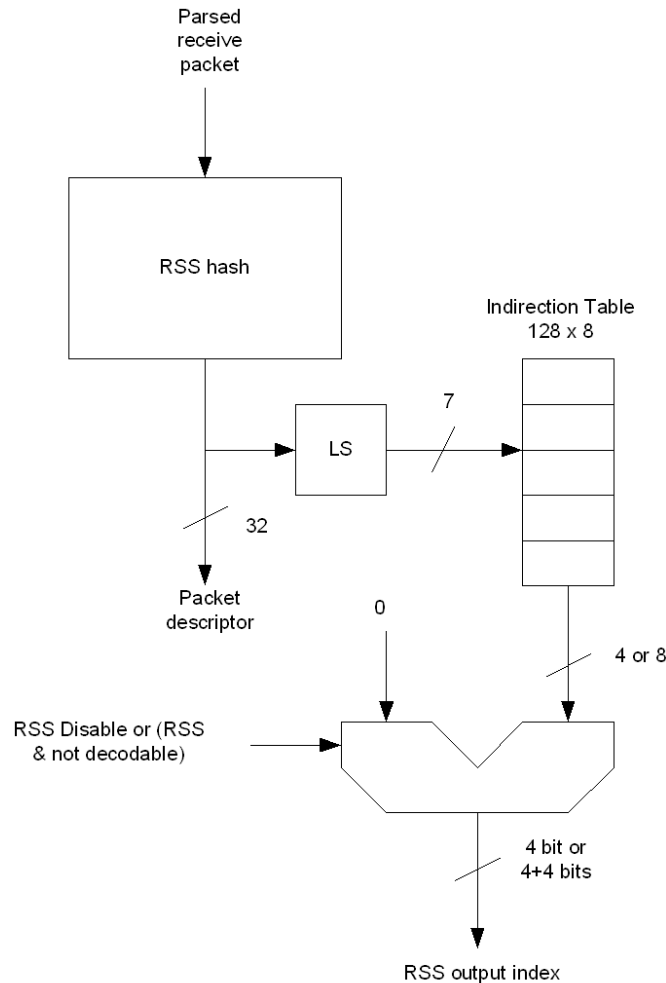 Parsed
receive
packet
RSS hash
Indirection Table
128 x 8
7
LS
32
Packet
descriptor
0
4 or 8
RSS Disable or (RSS
& not decodable)
4 bit or
4+4 bits
RSS output index